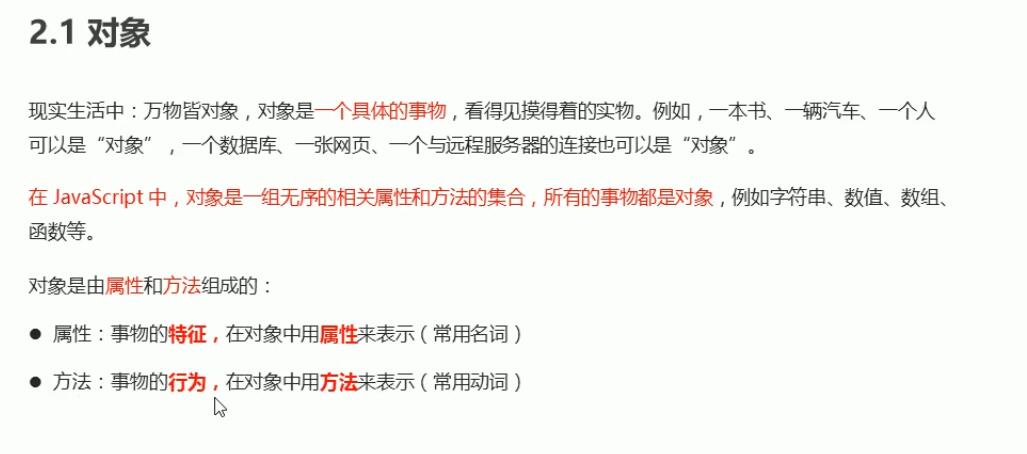 2.1 对象
现实生活中：万物皆对象，对象是一个具体的事物，看得见摸得着的实物。例如，一本书、一辆汽车、一个人
可以是“对象”，一个数据库、一张网页、一个与远程服务器的连接也可以是“对象”。
在 JavaScript 中，对象是一组无序的相关属性和方法的集合，所有的事物都是对象，例如字符串、数值、数组、
函数等。
对象是由属性和方法组成的：
● 属性：事物的特征，在对象中用属性来表示（常用名词）
● 方法：事物的行为，在对象中用方法来表示（常用动词）